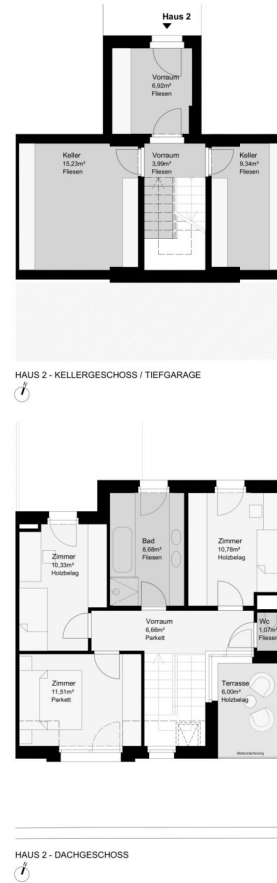 Haus 2
Vorraum
6,92m²
Fliesen
Keller
15,23m²
Fliesen
Vorraum
3,99m²
Fliesen
Keller
9,34m²
Fliesen
HAUS 2 - KELLERGESCHOSS / TIEFGARAGE
N
Zimmer
10,33m²
Holzbelag
Bad
8,68m²
Fliesen
Zimmer
10,78m²
Holzbelag
Vorraum
6,66m²
Parkett
Wc
1,07m²
Fliesen
Zimmer
11,51m²
Parkett
Terrasse
6,00m²
Holzbelag
HAUS 2 - DACHGESCHOSS
N